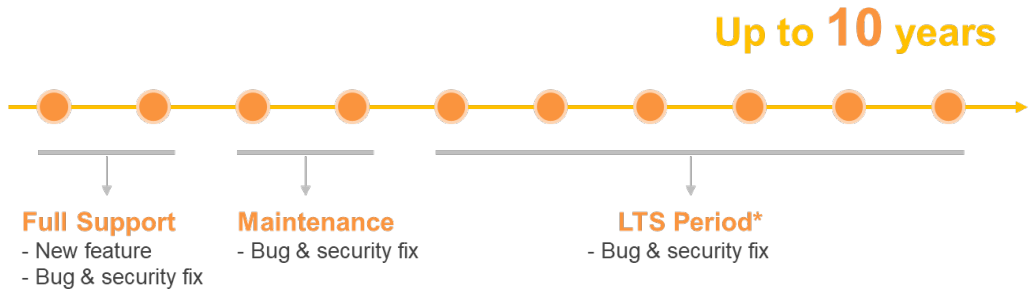 Up to 10 years
Full Support
- New feature
- Bug & security fix
Maintenance
- Bug & security fix
LTS Period*
- Bug & security fix